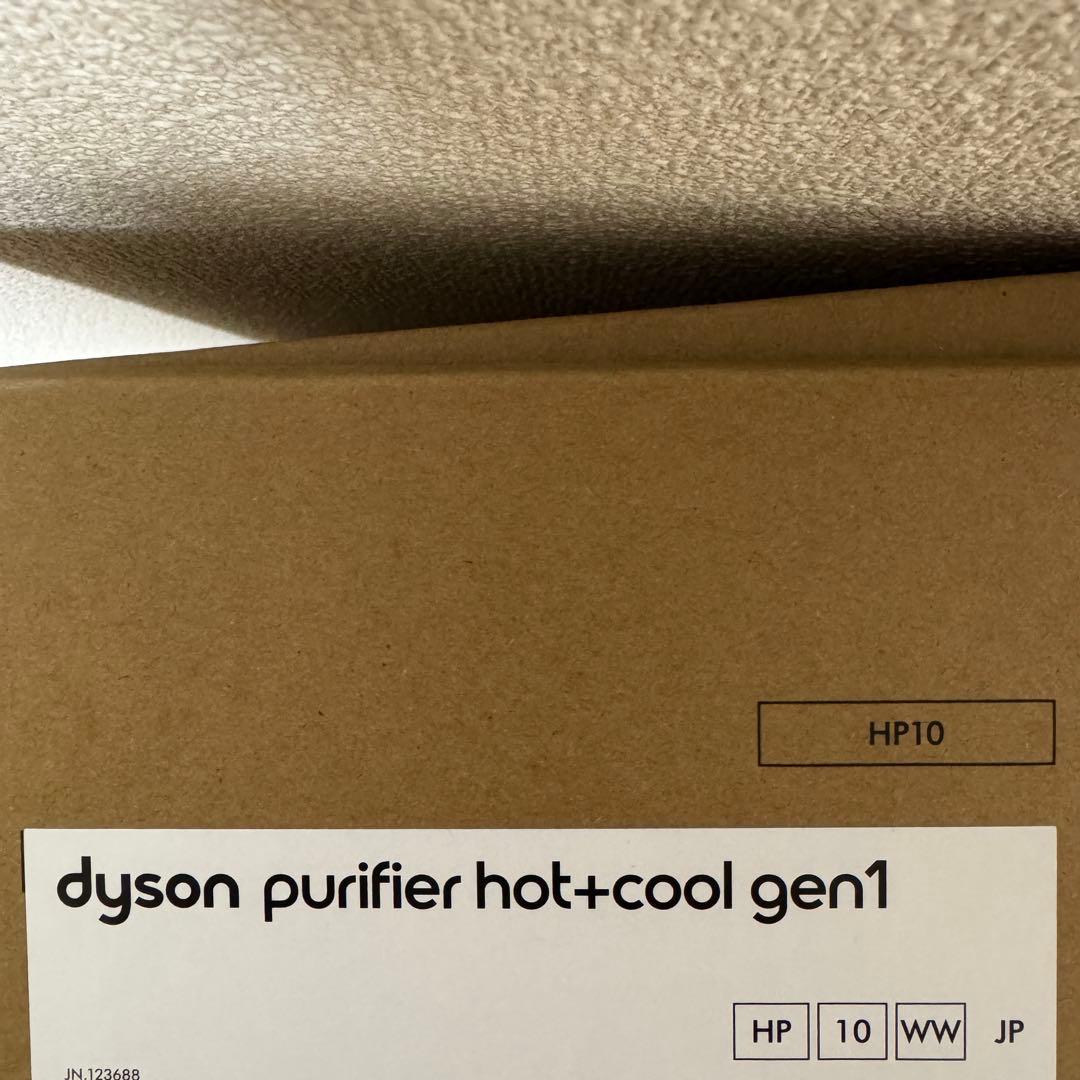 HP10
dyson purifier hot+cool gen1
HP 10 WW JP
JN.123688